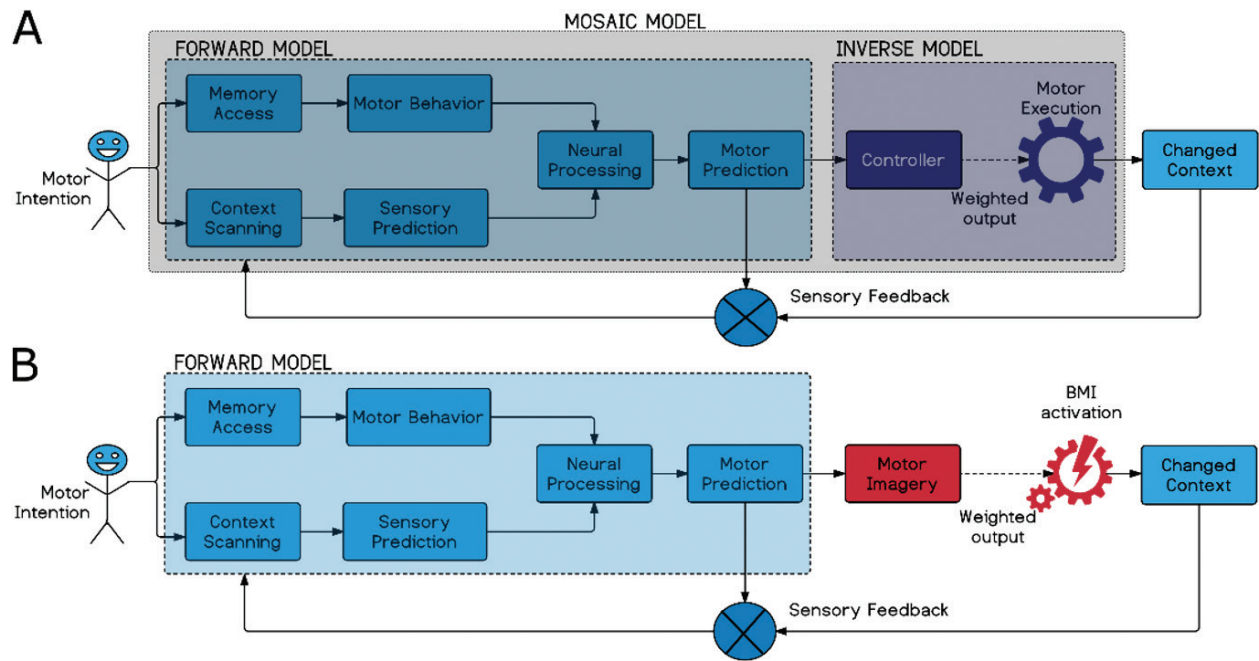 A
MOSAIC MODEL
FORWARD MODEL
INVERSE MODEL
Memory
Access
Motor Behavior
Motor
Execution
Neural
Processing
Motor
Prediction
Controller
Changed
Context
Motor
Intention
Weighted
output
Context
Scanning
Sensory
Prediction
Sensory Feedback
B
FORWARD MODEL
Memory
Access
Motor Behavior
BMI
activation
Neural
Processing
Motor
Prediction
Motor
Imagery
Changed
Context
Motor
Intention
Weighted
output
Context
Scanning
Sensory
Prediction
Sensory Feedback